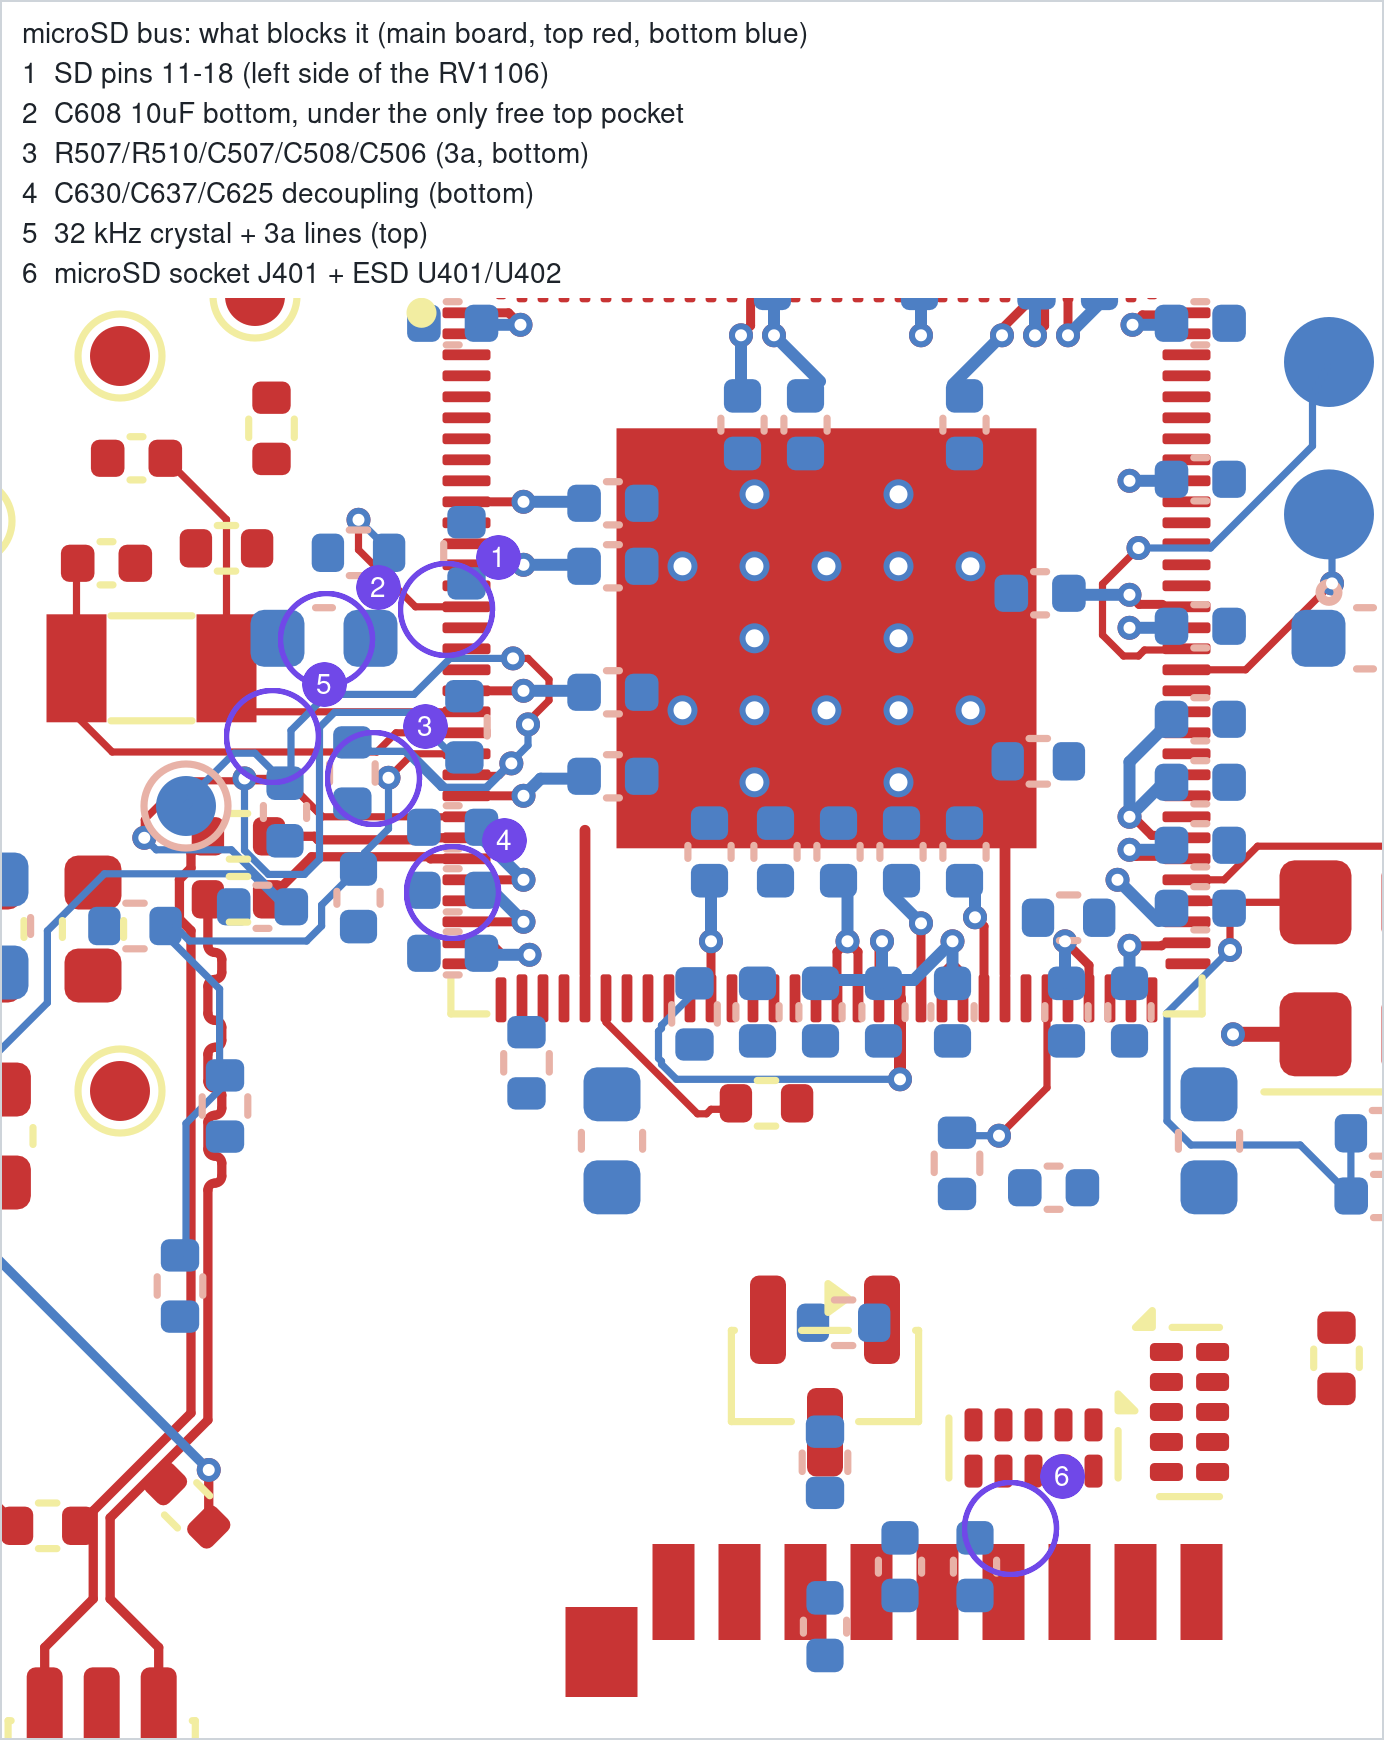 microSD bus: what blocks it (main board, top red, bottom blue)
1 SD pins 11-18 (left side of the RV1106)
2 C608 10uF bottom, under the only free top pocket
3 R507/R510/C507/C508/C506 (3a, bottom)
4 C630/C637/C625 decoupling (bottom)
5 32 kHz crystal + 3a lines (top)
6 microSD socket J401 + ESD U401/U402
1
2
5
3
4
6